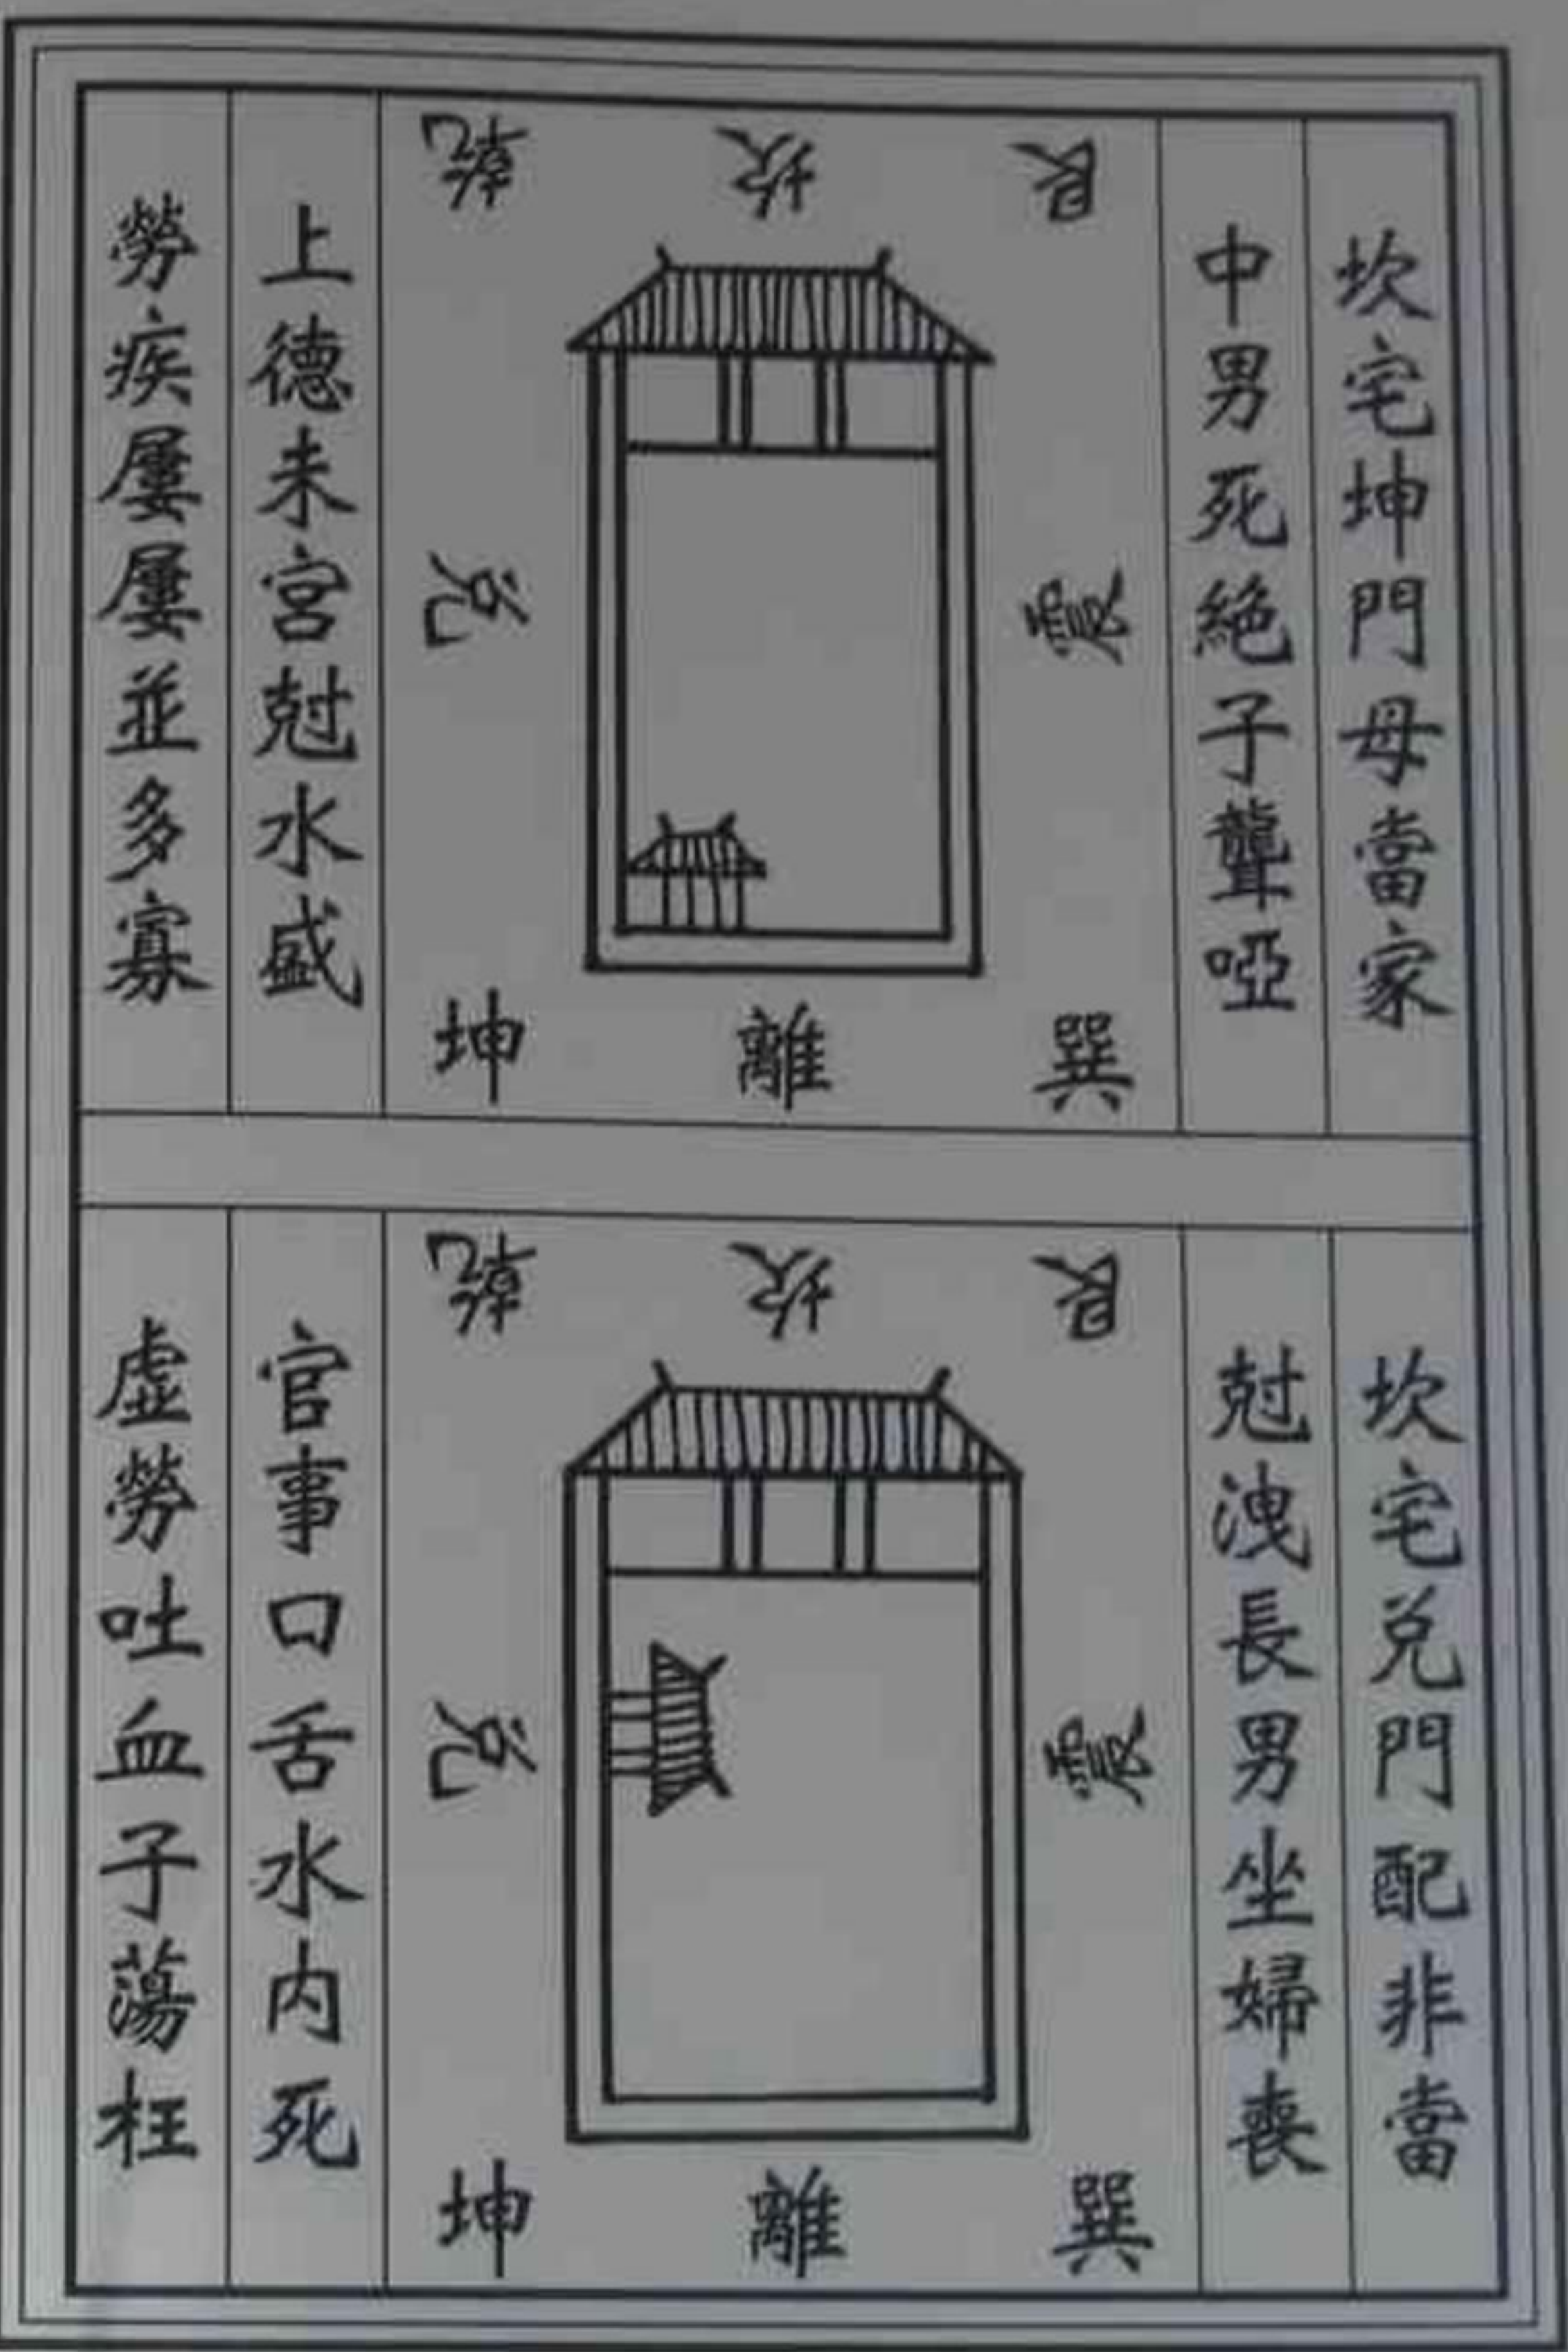 坎宅坤門母當家
中男死絶子聾啞
乾 坎 艮
兑 震
坤 離 巽
上德未宮尅水盛
勞疾屢屢並多寡
坎宅兑門配非當
尅洩長男坐婦喪
乾 坎 艮
兑 震
坤 離 巽
官事口舌水内死
虚勞吐血子蕩枉